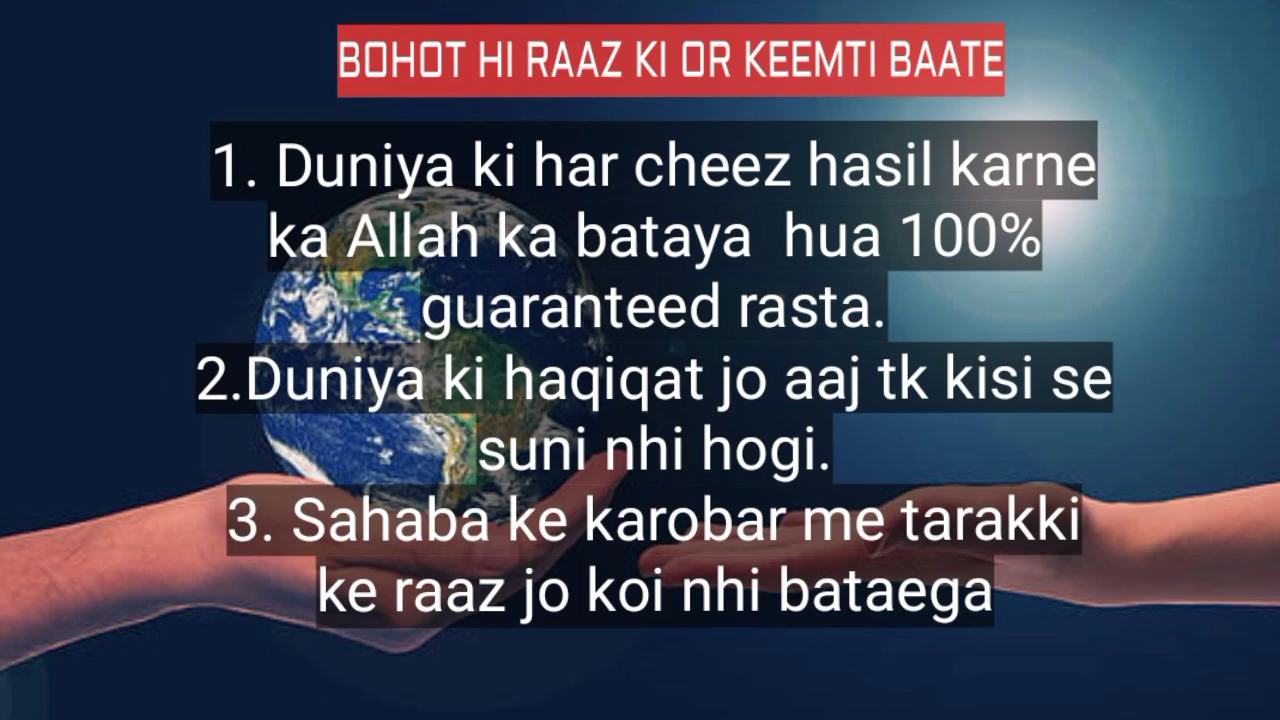 BOHOT HI RAAZ KI OR KEEMTI BAATE
1. Duniya ki har cheez hasil karne
ka Allah ka bataya  hua 100%
guaranteed rasta.
2.Duniya ki haqiqat jo aaj tk kisi se
suni nhi hogi.
3. Sahaba ke karobar me tarakki
ke raaz jo koi nhi bataega